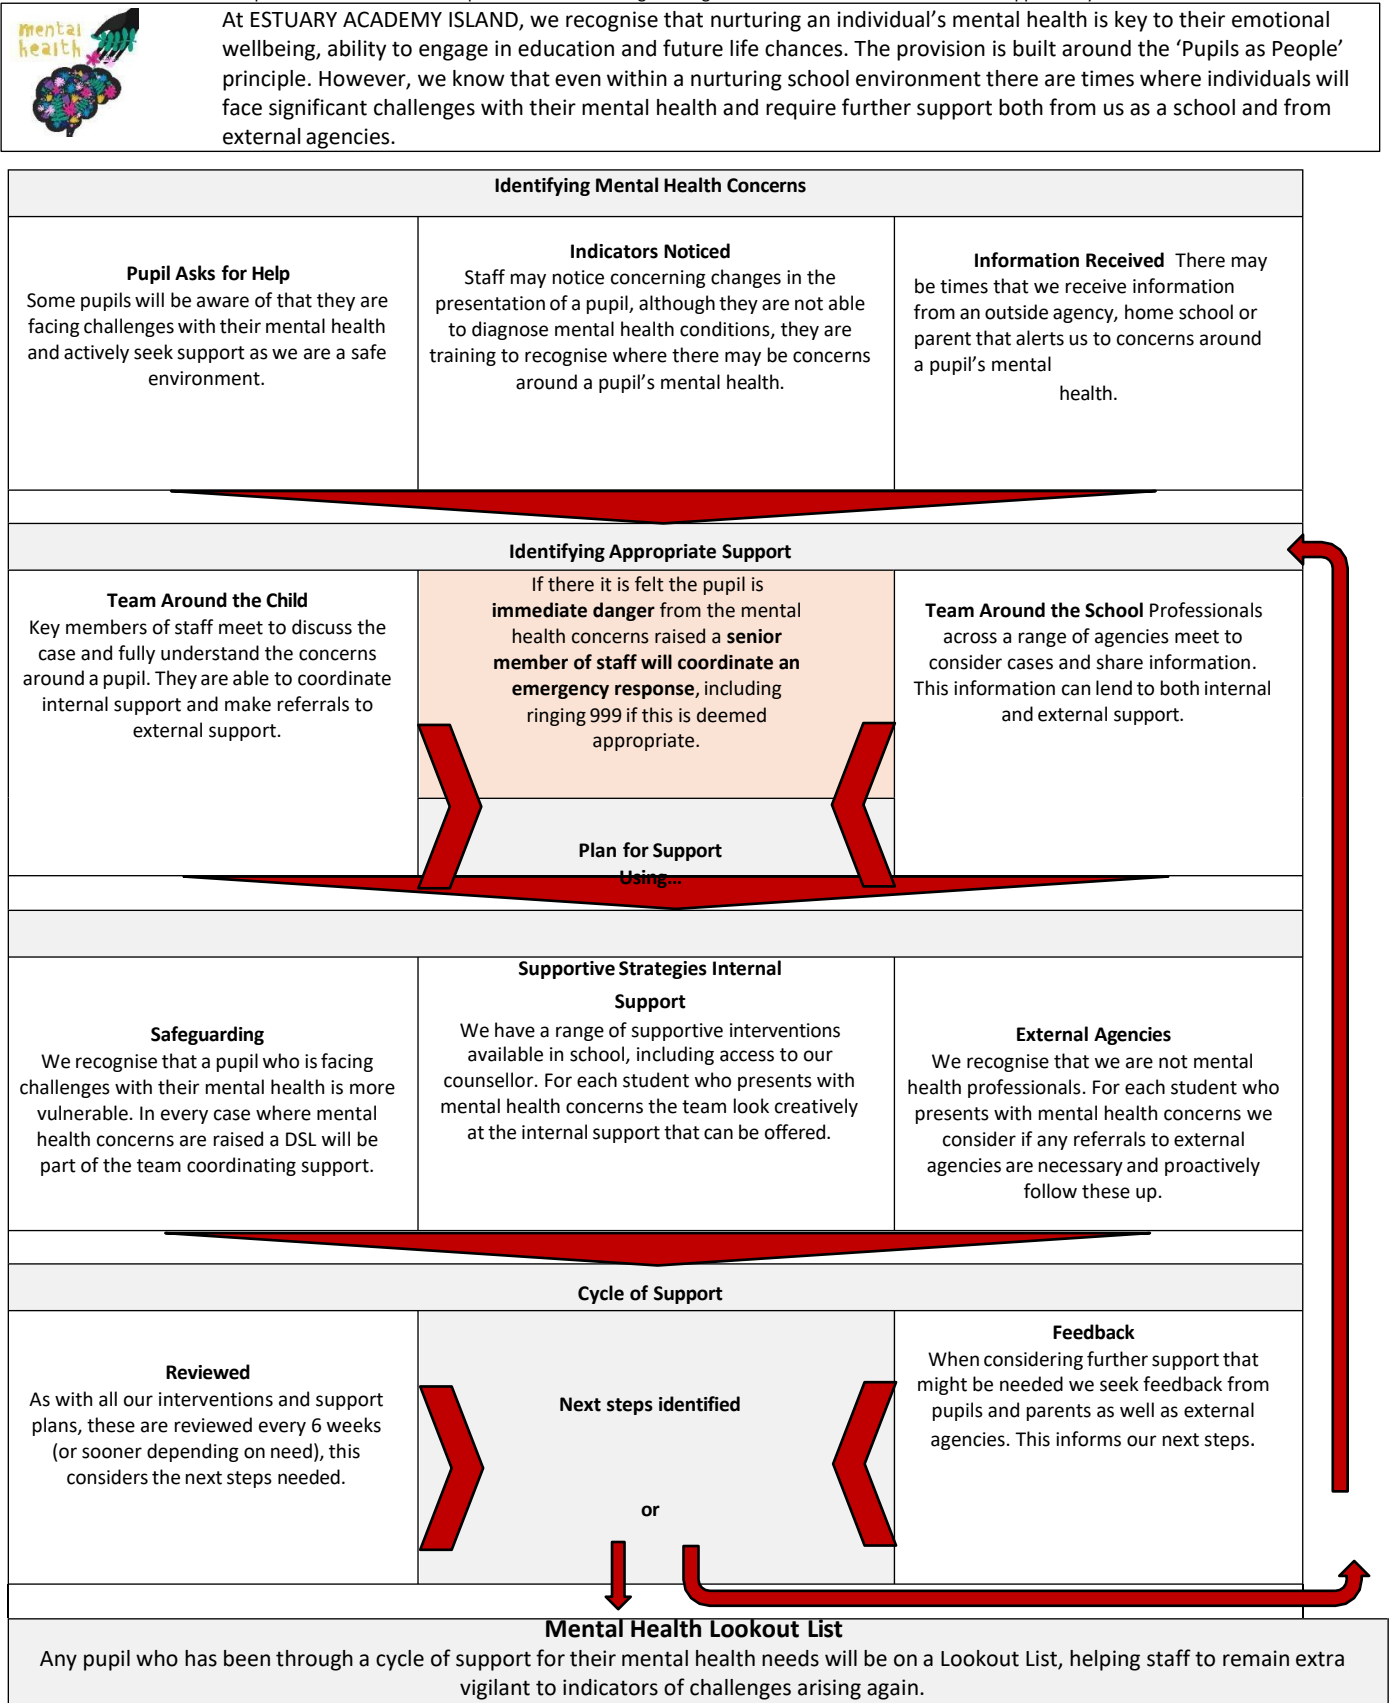 mental
health
At ESTUARY ACADEMY ISLAND, we recognise that nurturing an individual’s mental health is key to their emotional
wellbeing, ability to engage in education and future life chances. The provision is built around the ‘Pupils as People’
principle. However, we know that even within a nurturing school environment there are times where individuals will
face significant challenges with their mental health and require further support both from us as a school and from
external agencies.
Identifying Mental Health Concerns
Pupil Asks for Help
Some pupils will be aware of that they are
facing challenges with their mental health
and actively seek support as we are a safe
environment.
Indicators Noticed
Staff may notice concerning changes in the
presentation of a pupil, although they are not able
to diagnose mental health conditions, they are
training to recognise where there may be concerns
around a pupil’s mental health.
Information Received There may
be times that we receive information
from an outside agency, home school or
parent that alerts us to concerns around
a pupil’s mental
health.
Identifying Appropriate Support
Team Around the Child
Key members of staff meet to discuss the
case and fully understand the concerns
around a pupil. They are able to coordinate
internal support and make referrals to
external support.
If there it is felt the pupil is
immediate danger from the mental
health concerns raised a senior
member of staff will coordinate an
emergency response, including
ringing 999 if this is deemed
appropriate.
Plan for Support
Using...
Team Around the School Professionals
across a range of agencies meet to
consider cases and share information.
This information can lend to both internal
and external support.
Safeguarding
We recognise that a pupil who is facing
challenges with their mental health is more
vulnerable. In every case where mental
health concerns are raised a DSL will be
part of the team coordinating support.
Supportive Strategies Internal
Support
We have a range of supportive interventions
available in school, including access to our
counsellor. For each student who presents with
mental health concerns the team look creatively
at the internal support that can be offered.
External Agencies
We recognise that we are not mental
health professionals. For each student who
presents with mental health concerns we
consider if any referrals to external
agencies are necessary and proactively
follow these up.
Cycle of Support
Reviewed
As with all our interventions and support
plans, these are reviewed every 6 weeks
(or sooner depending on need), this
considers the next steps needed.
Next steps identified
or
Feedback
When considering further support that
might be needed we seek feedback from
pupils and parents as well as external
agencies. This informs our next steps.
Mental Health Lookout List
Any pupil who has been through a cycle of support for their mental health needs will be on a Lookout List, helping staff to remain extra
vigilant to indicators of challenges arising again.